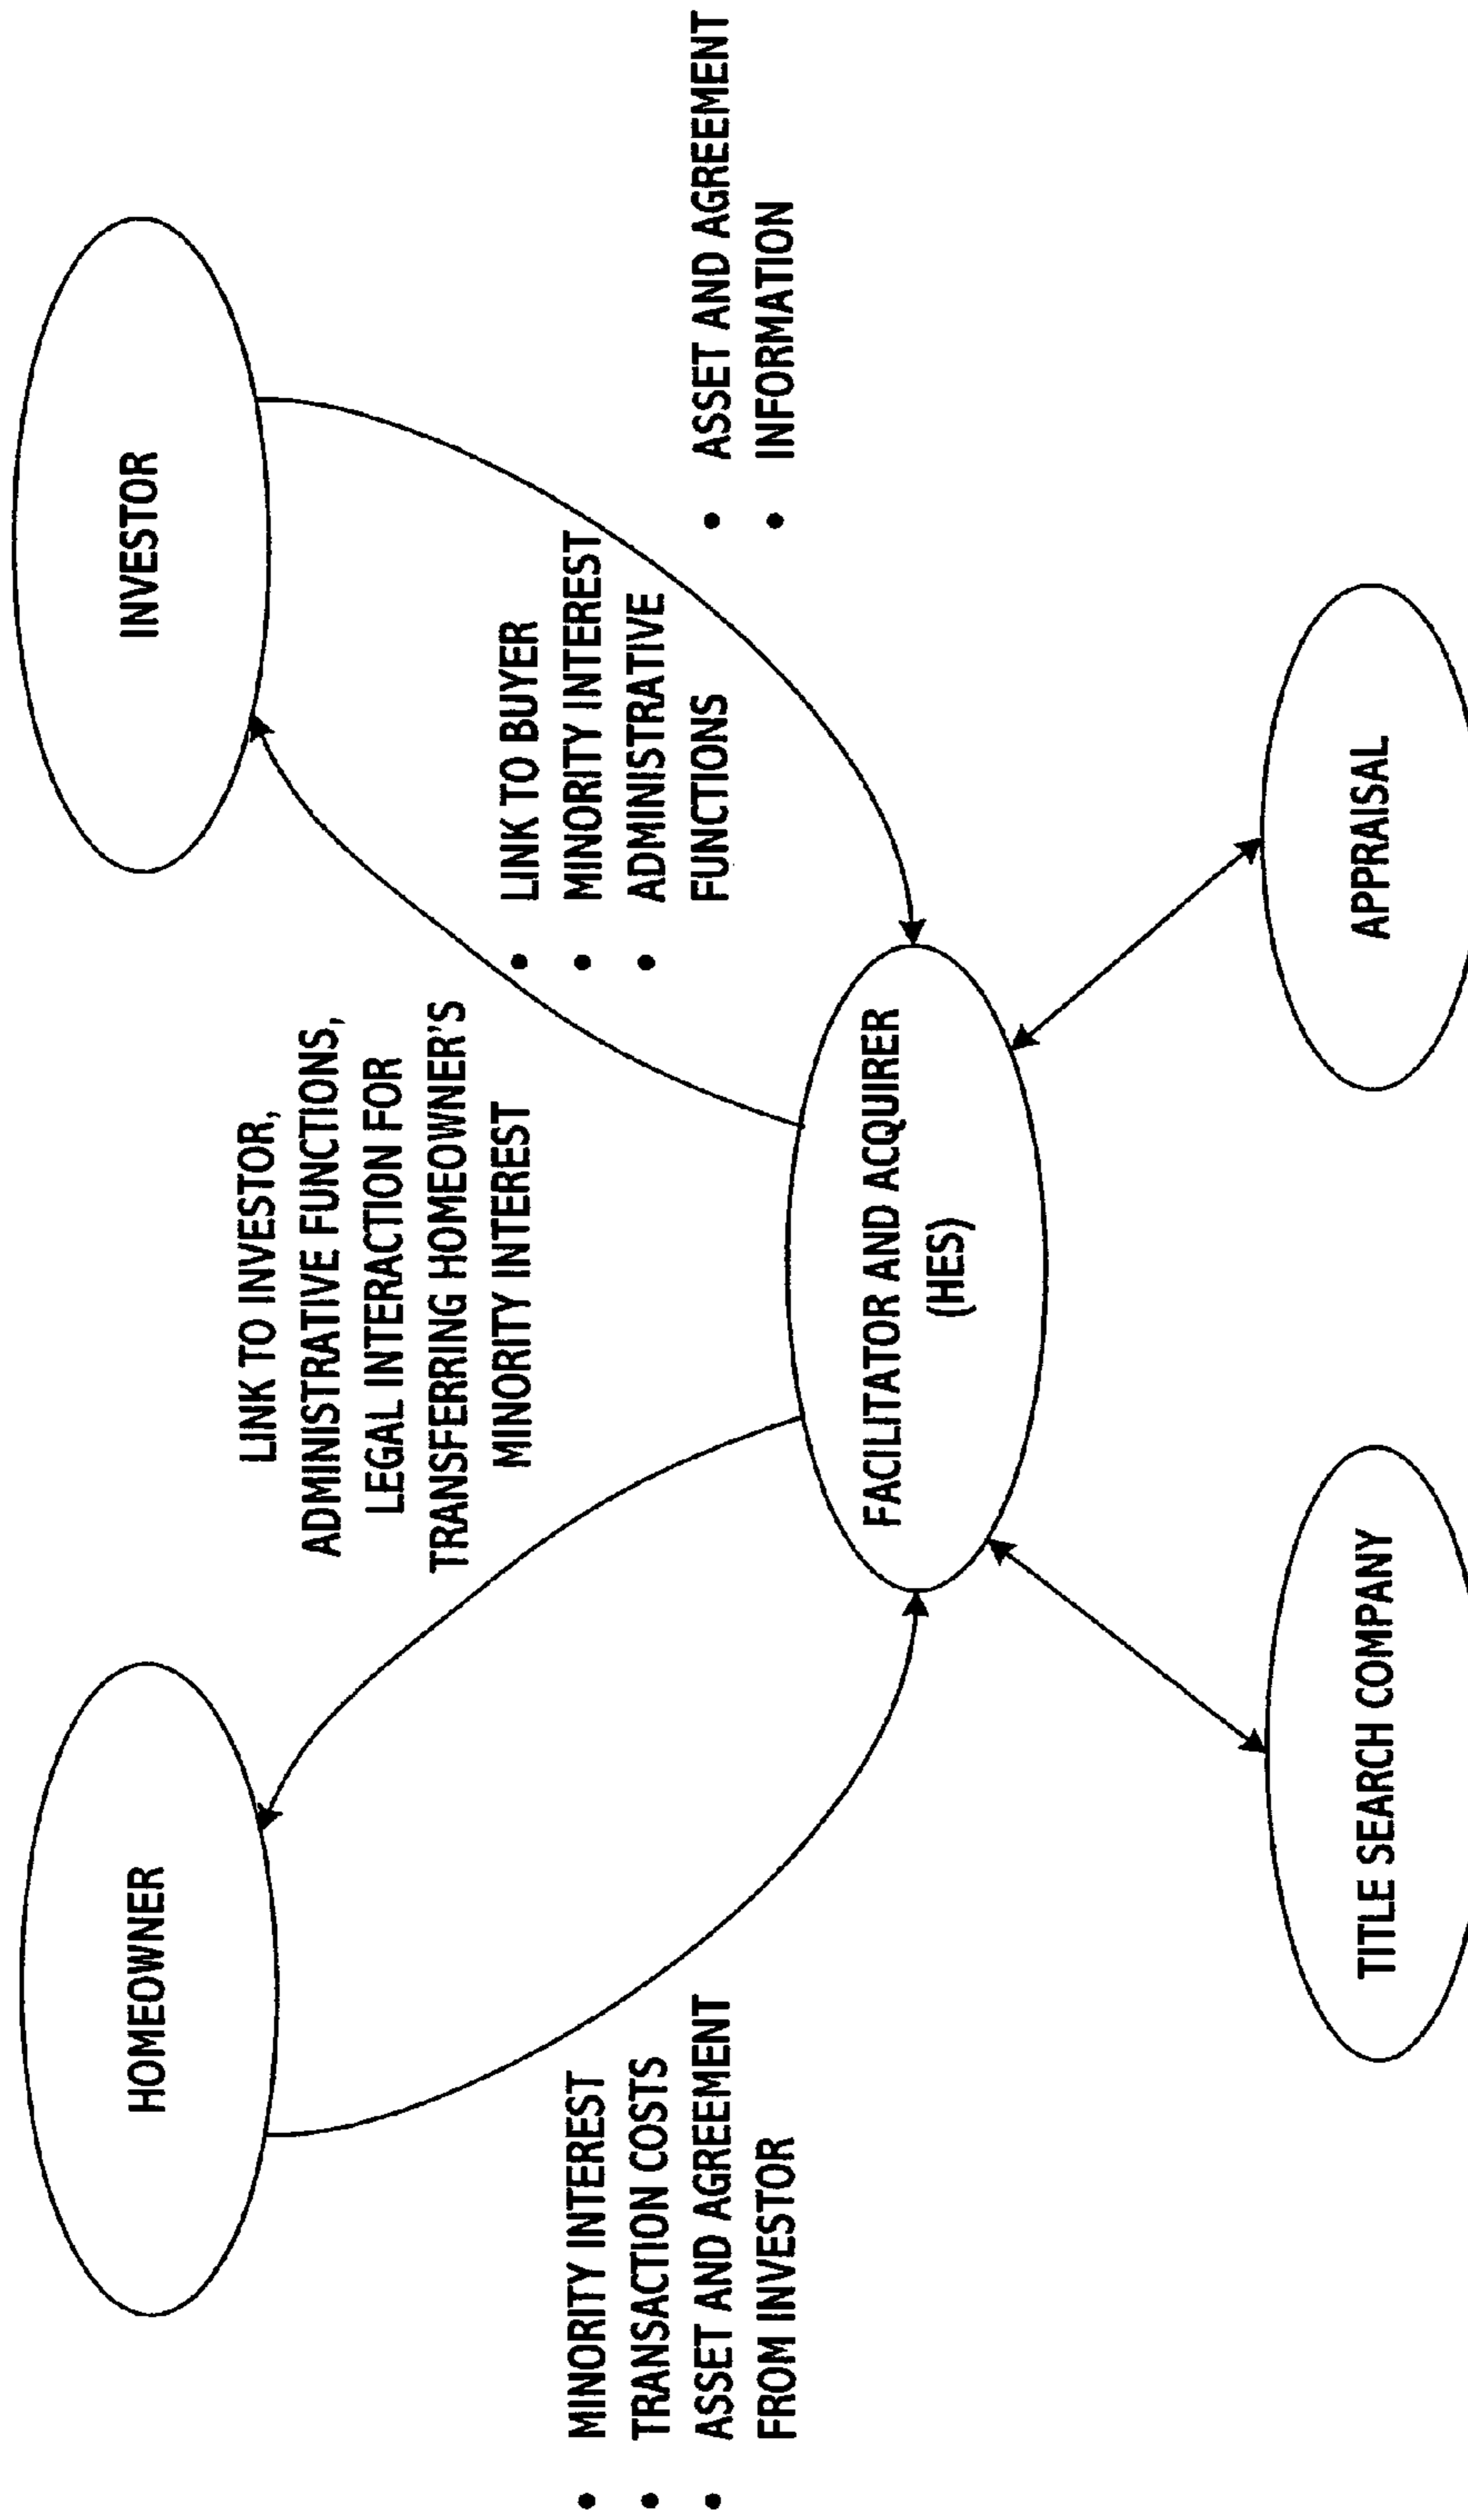 HOMEOWNER
INVESTOR
LINK TO INVESTOR,
ADMINISTRATIVE FUNCTIONS,
LEGAL INTERACTION FOR
TRANSFERRING HOMEOWNER'S
MINORITY INTEREST
• MINORITY INTEREST
• TRANSACTION COSTS
• ASSET AND AGREEMENT
FROM INVESTOR
• LINK TO BUYER
• MINORITY INTEREST
• ADMINISTRATIVE
FUNCTIONS
• ASSET AND AGREEMENT
• INFORMATION
FACILITATOR AND ACQUIRER
(HES)
TITLE SEARCH COMPANY
APPRAISAL